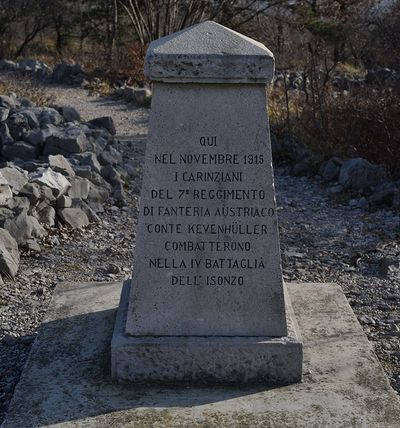 QUI
NEL NOVEMBRE 1915
I CARINZIANI
DEL 7° REGGIMENTO
DI FANTERIA AUSTRIACO
CONTE KEVENHÜLLER
COMBATTERONO
NELLA IV BATTAGLIA
DELL' ISONZO